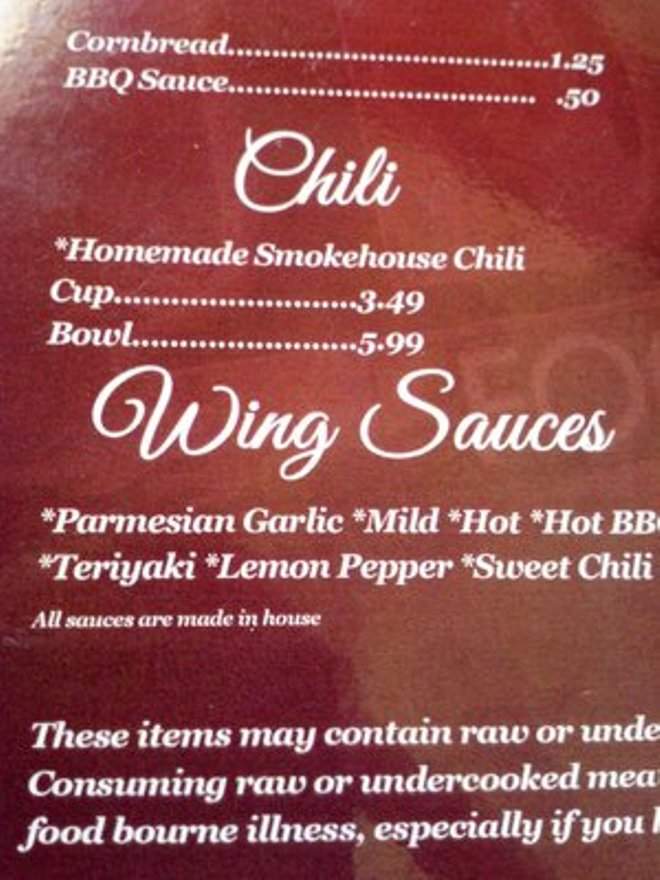 Cornbread....................................1.25
BBQ Sauce.................................. .50
Chili
*Homemade Smokehouse Chili
Cup.........................3.49
Bowl.......................5.99
Wing Sauces
*Parmesian Garlic *Mild *Hot *Hot
*Teriyaki *Lemon Pepper *Sweet Chili
All sauces are made in house
These items may contain raw or
Consuming raw or undercooked
food bourne illness, especially if you